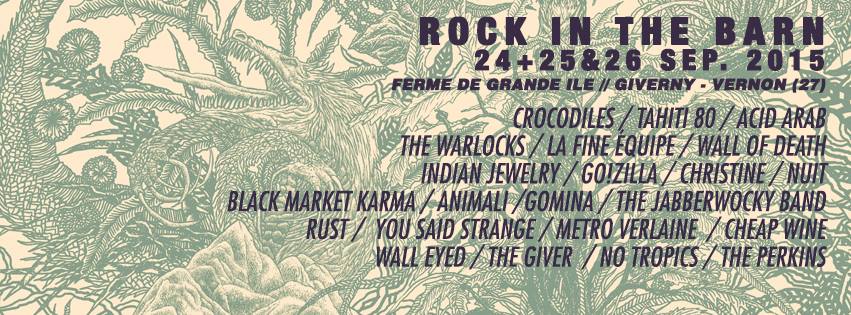 ROCK IN THE BARN
24+25&26 SEP. 2015
FERME DE GRANDE ILE // GIVERNY - VERNON (27)
CROCODILES / TAHITI 80 / ACID ARAB
THE WARLOCKS / LA FINE ÉQUIPE / WALL OF DEATH
INDIAN JEWELRY / GO!ZILLA / CHRISTINE / NUIT
BLACK MARKET KARMA / ANIMALI /GOMINA / THE JABBERWOCKY BAND
RUST / YOU SAID STRANGE / METRO VERLAINE / CHEAP WINE
WALL EYED / THE GIVER / NO TROPICS / THE PERKINS